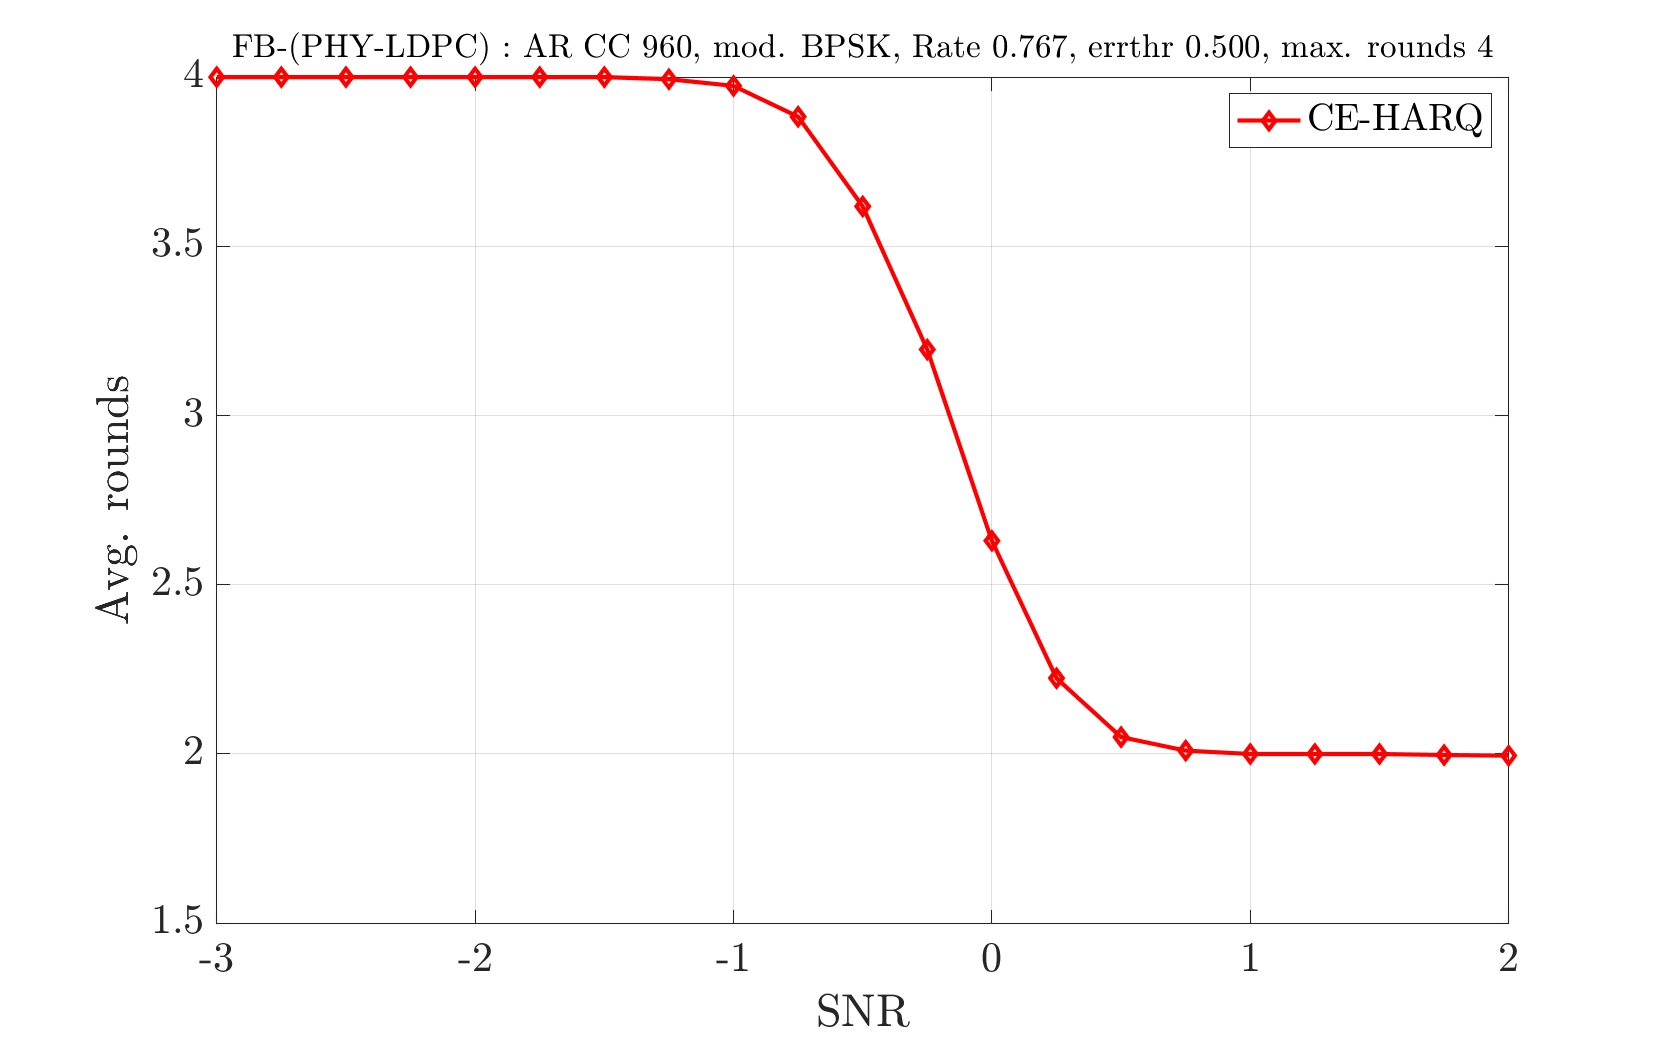 FB-(PHY-LDPC) : AR CC 960, mod. BPSK, Rate 0.767, errthr 0.500, max. rounds 4
CE-HARQ
4
3.5
3
2.5
2
1.5
Avg. rounds
-3 -2 -1 0 1 2
SNR